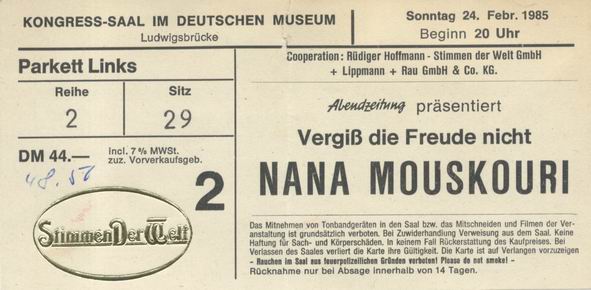 KONGRESS-SAAL IM DEUTSCHEN MUSEUM
Ludwigsbrücke
Sonntag 24. Febr. 1985
Beginn 20 Uhr
Parkett Links
Reihe Sitz
2 29
DM 44.— incl. 7 % MWSt.
zuz. Vorverkaufsgeb.
48.51
2
Stimmen Der Welt
Cooperation: Rüdiger Hoffmann - Stimmen der Welt GmbH
+ Lippmann + Rau GmbH & Co. KG.
Abendzeitung präsentiert
Vergiß die Freude nicht
NANA MOUSKOURI
Das Mitnehmen von Tonbandgeräten in den Saal bzw. das Mitschneiden und Filmen der Ver-
anstaltung ist grundsätzlich verboten. Bei Zuwiderhandlung Verweisung aus dem Saal. Keine
Haftung für Sach- und Körperschäden. In keinem Fall Rückerstattung des Kaufpreises. Bei
Verlassen des Saales verliert die Karte ihre Gültigkeit. Die Karte ist auf Verlangen vorzuzeigen
- Rauchen im Saal aus feuerpolizeilichen Gründen verboten! Please do not smoke! -
Rücknahme nur bei Absage innerhalb von 14 Tagen.